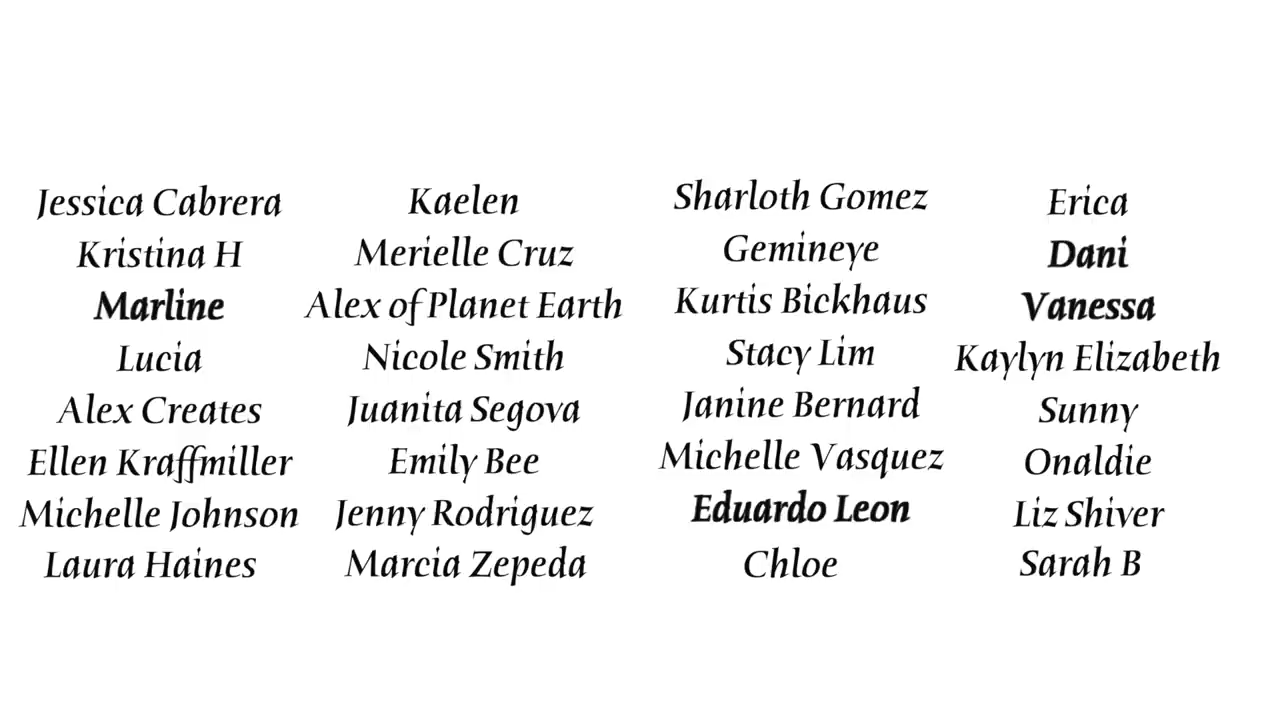 Jessica Cabrera
Kristina H
Marline
Lucia
Alex Creates
Ellen Kraffmiller
Michelle Johnson
Laura Haines
Kaelen
Merielle Cruz
Alex of Planet Earth
Nicole Smith
Juanita Segova
Emily Bee
Jenny Rodriguez
Marcia Zepeda
Sharloth Gomez
Gemineye
Kurtis Bickhaus
Stacy Lim
Janine Bernard
Michelle Vasquez
Eduardo Leon
Chloe
Erica
Dani
Vanessa
Kaylyn Elizabeth
Sunny
Onaldie
Liz Shiver
Sarah B